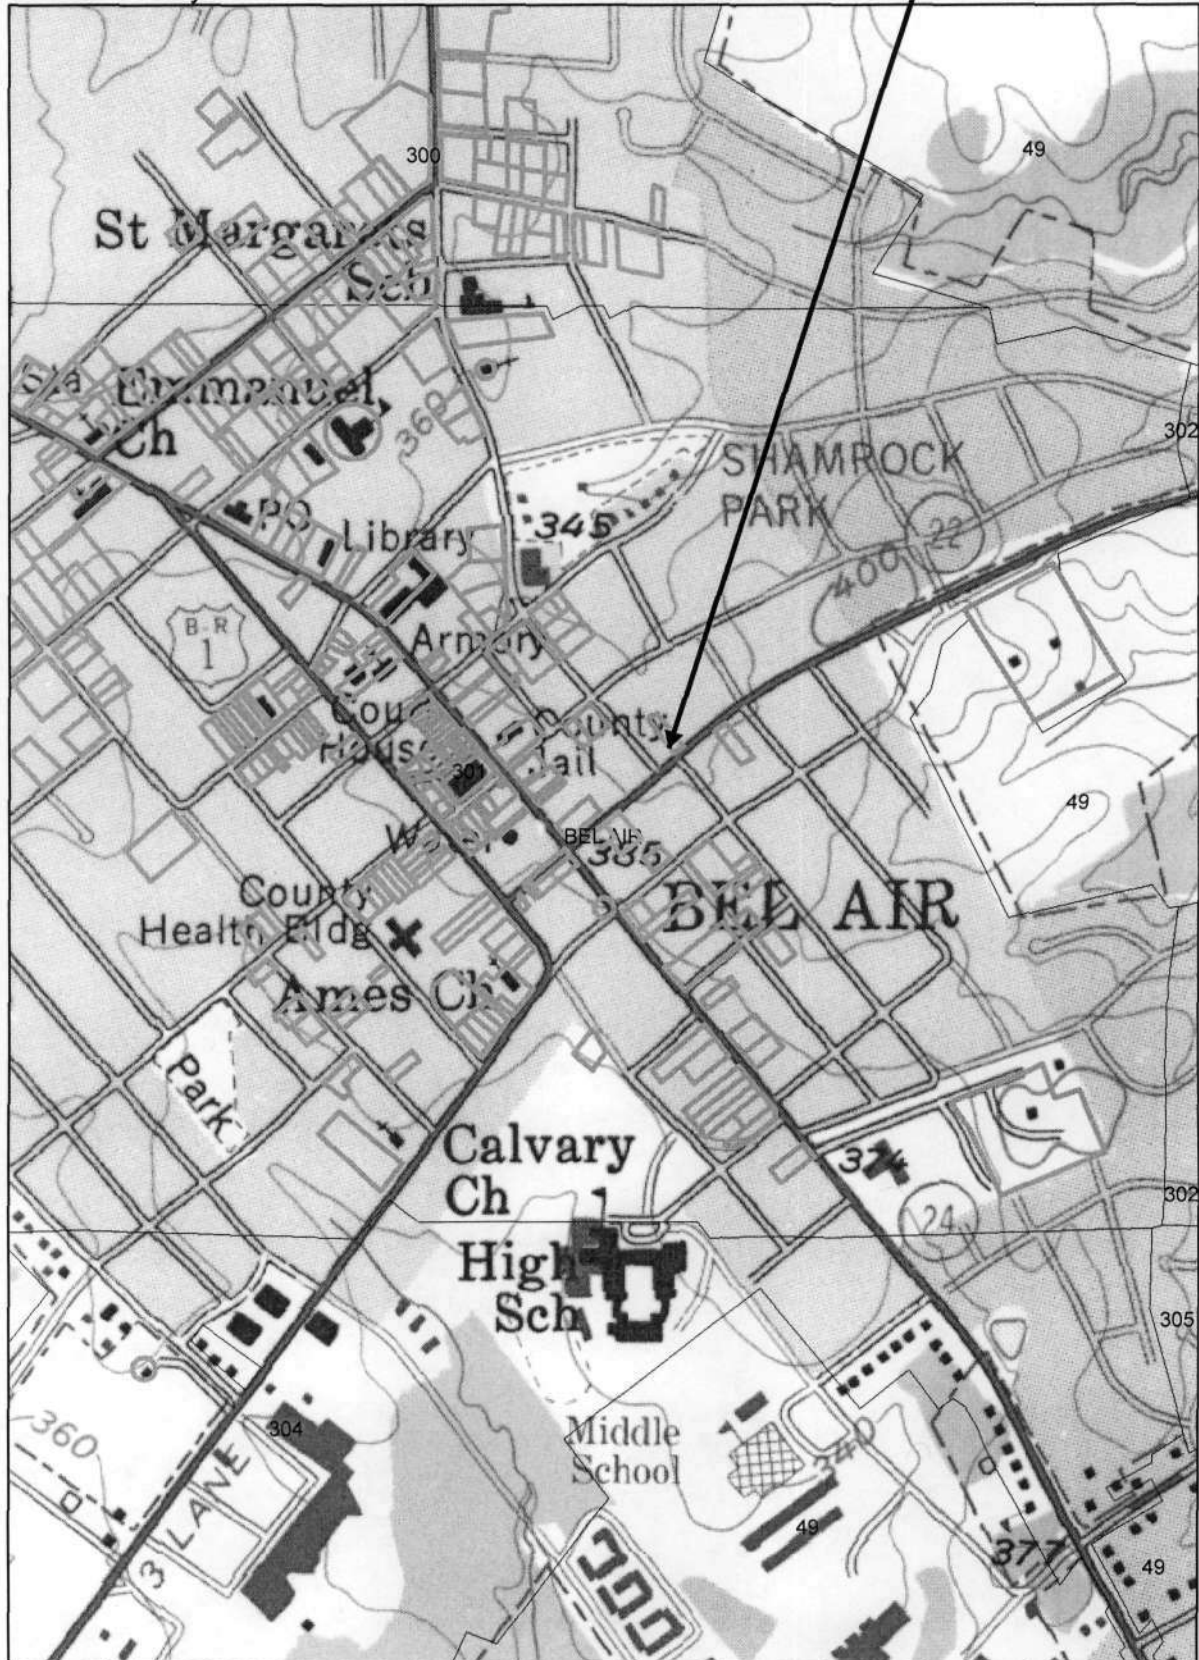 300
49
St Margarets
Sch
Sta
Emmanuel
Ch
360
302
SHAMROCK
PARK
22
400
PO
Library
345
B-R
1
Armory
County
Jail
301
BEL AIR
385
49
BEL AIR
County
Health Bldg
Ames Ch
Park
Calvary
Ch
374
24
302
High
Sch
305
360
304
3 LANE
Middle
School
340
49
377
49